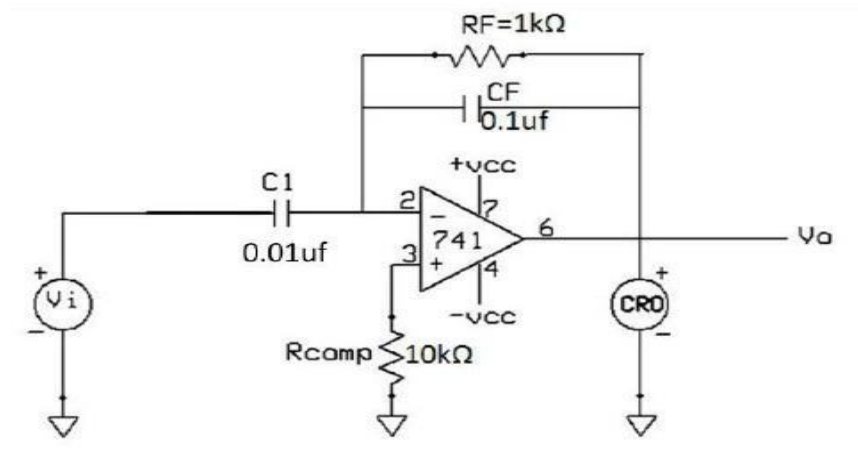 RF=1kΩ
CF
0.1uf
+vcc
C1
2
7
-
6
741
Vo
0.01uf
3
+
4
+
Vi
-
+
CRO
-
-vcc
Rcomp
10kΩ